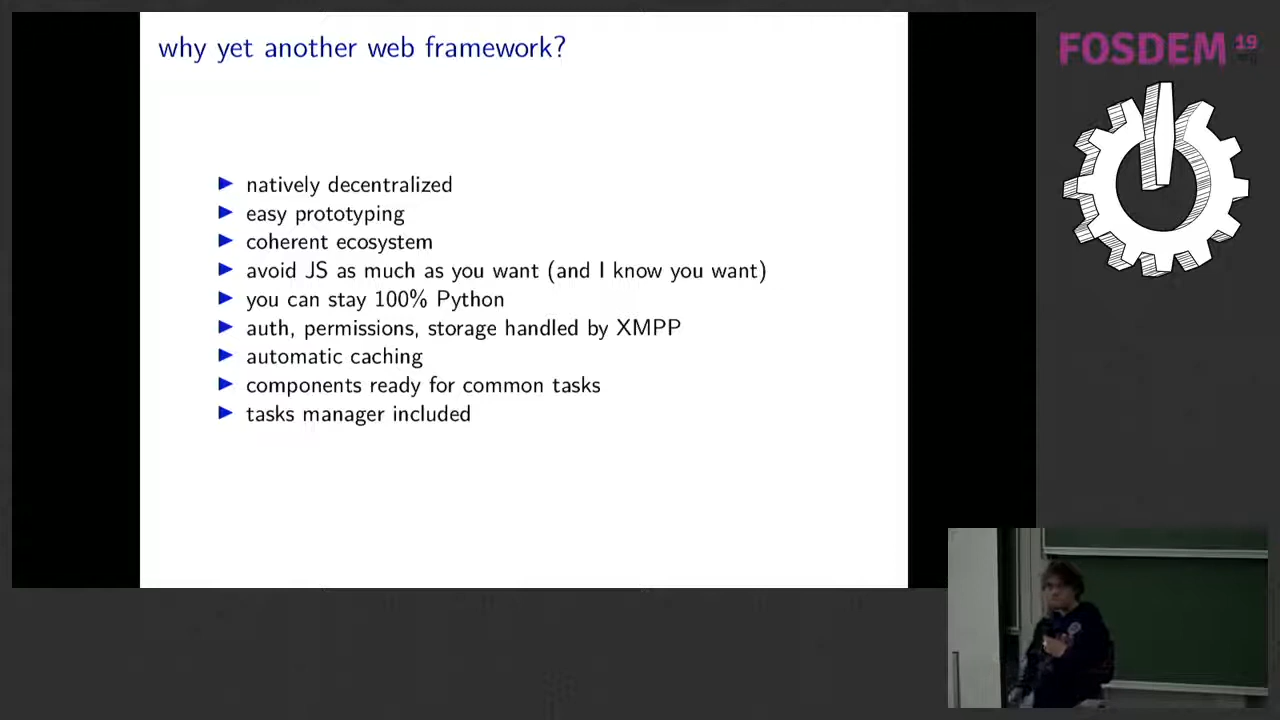 why yet another web framework?
natively decentralized
easy prototyping
coherent ecosystem
avoid JS as much as you want (and I know you want)
you can stay 100% Python
auth, permissions, storage handled by XMPP
automatic caching
components ready for common tasks
tasks manager included
FOSDEM 19